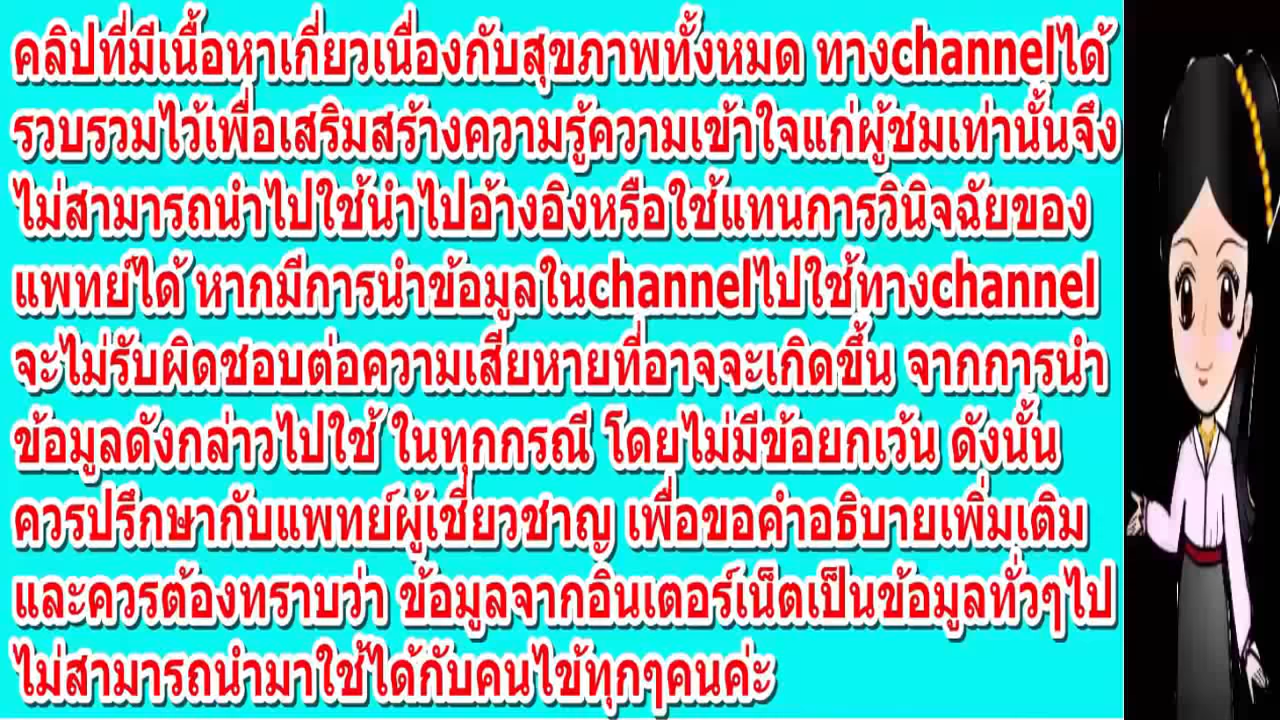 คลิปที่มีเนื้อหาเกี่ยวเนื่องกับสุขภาพทั้งหมด ทางchannelได้
รวบรวมไว้เพื่อเสริมสร้างความรู้ความเข้าใจแก่ผู้ชมเท่านั้นจึง
ไม่สามารถนำไปใช้นำไปอ้างอิงหรือใช้แทนการวินิจฉัยของ
แพทย์ได้ หากมีการนำข้อมูลในchannelไปใช้ทางchannel
จะไม่รับผิดชอบต่อความเสียหายที่อาจจะเกิดขึ้น จากการนำ
ข้อมูลดังกล่าวไปใช้ ในทุกกรณี โดยไม่มีข้อยกเว้น ดังนั้น
ควรปรึกษากับแพทย์ผู้เชี่ยวชาญ เพื่อขอคำอธิบายเพิ่มเติม
และควรต้องทราบว่า ข้อมูลจากอินเตอร์เน็ตเป็นข้อมูลทั่วๆไป
ไม่สามารถนำมาใช้ได้กับคนไข้ทุกๆคนค่ะ